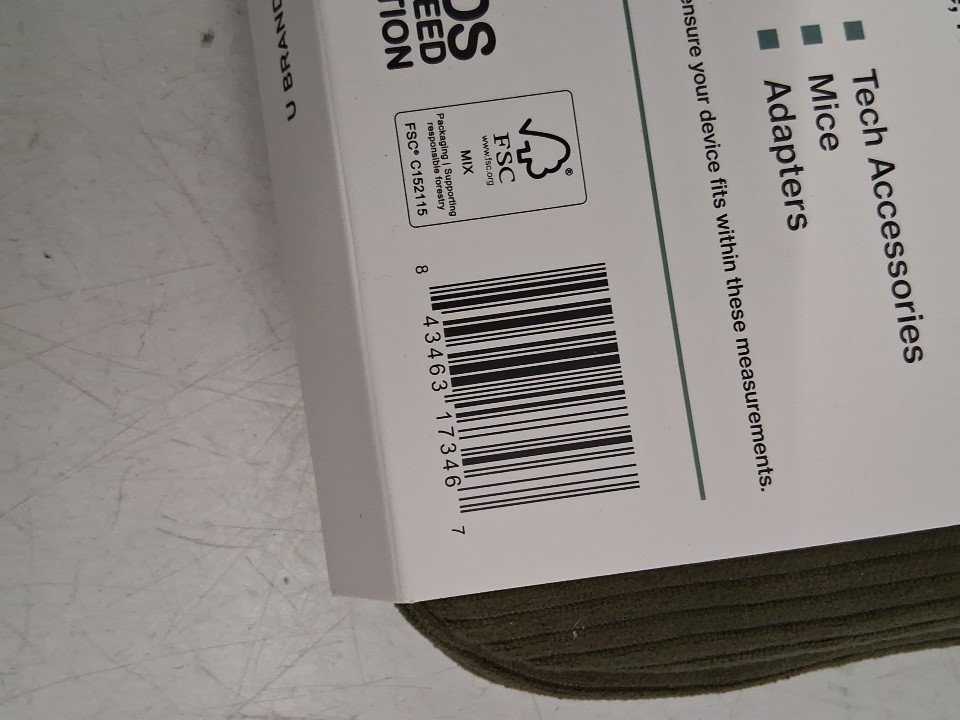 U BRAND
DS
EED
TION
Tech Accessories
Mice
Adapters
ensure your device fits within these measurements.
®
FSC
www.fsc.org
MIX
Packaging | Supporting
responsible forestry
FSC® C152115
8 43463 17346 7